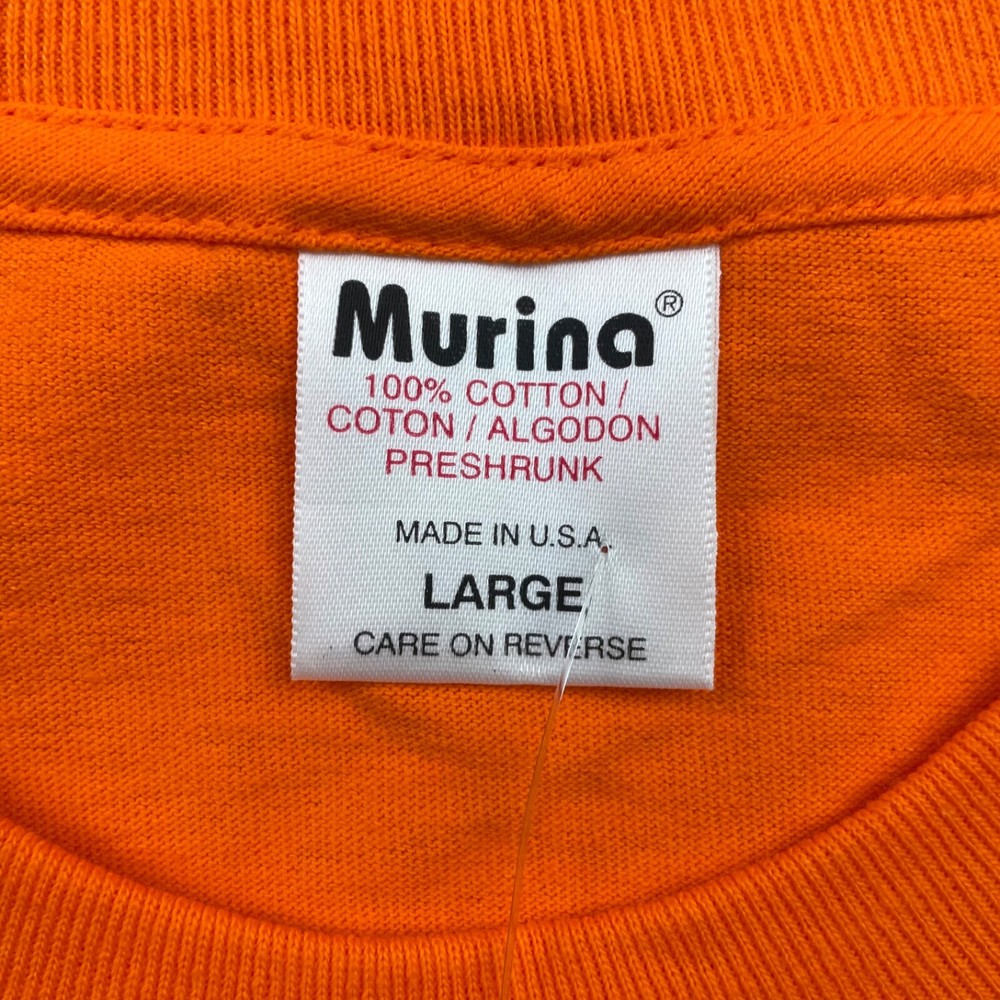 Murina®
100% COTTON /
COTON / ALGODON
PRESHRUNK
MADE IN U.S.A.
LARGE
CARE ON REVERSE